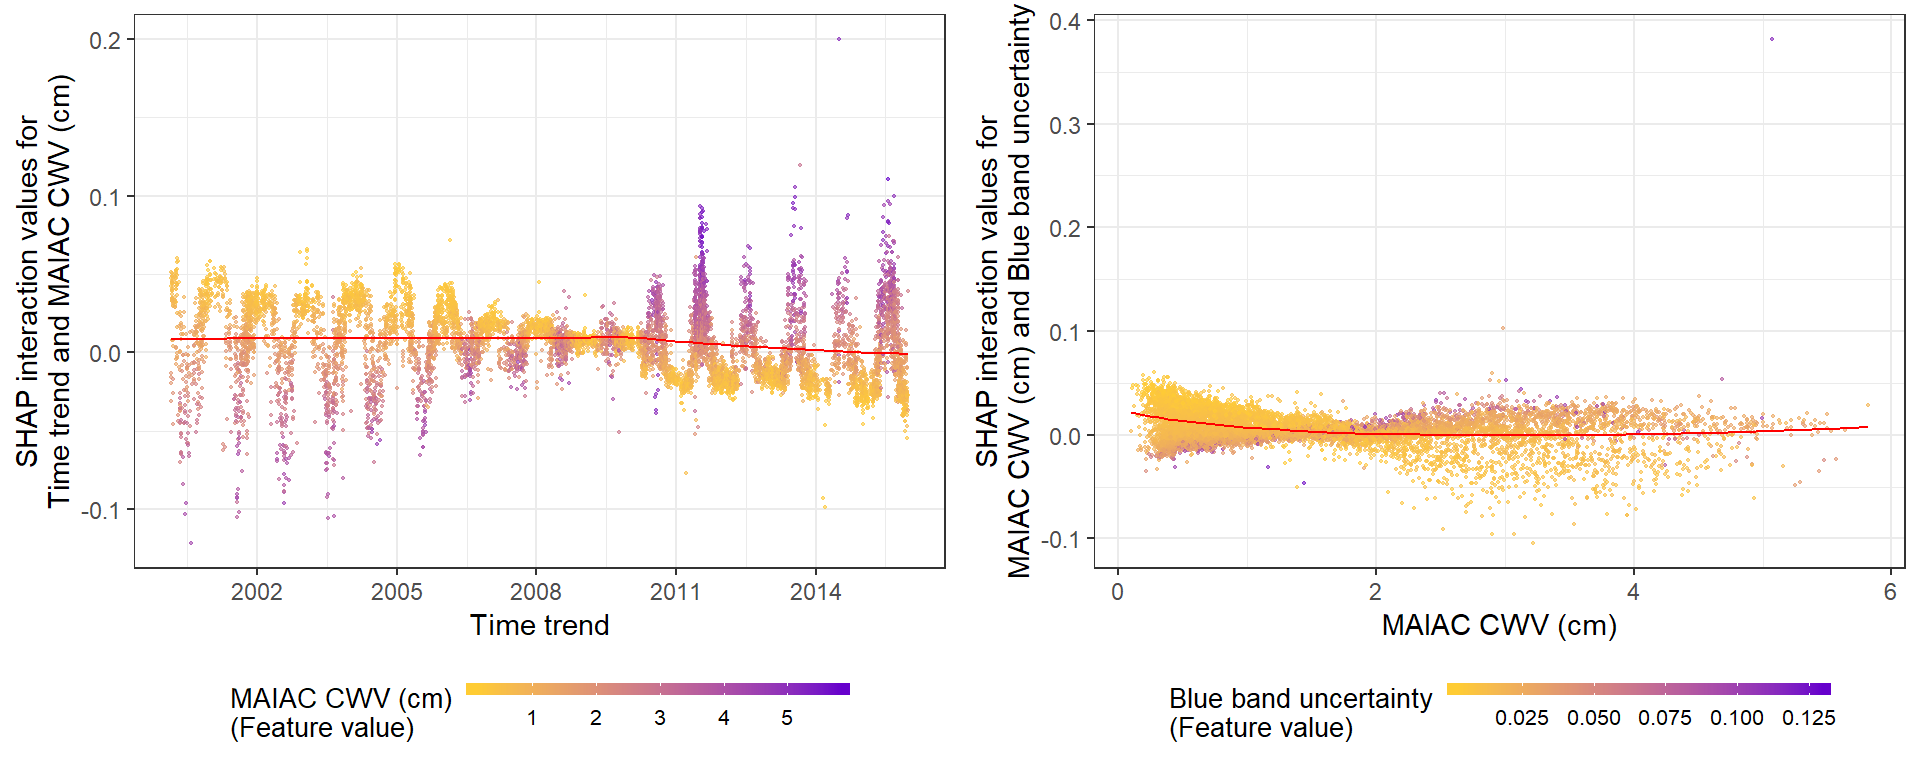 SHAP interaction values for
Time trend and MAIAC CWV (cm)
0.2
0.1
0.0
-0.1
2002 2005 2008 2011 2014
Time trend
MAIAC CWV (cm)
(Feature value)
1 2 3 4 5
SHAP interaction values for
MAIAC CWV (cm) and Blue band uncertainty
0.4
0.3
0.2
0.1
0.0
-0.1
0 2 4 6
MAIAC CWV (cm)
Blue band uncertainty
(Feature value)
0.025 0.050 0.075 0.100 0.125